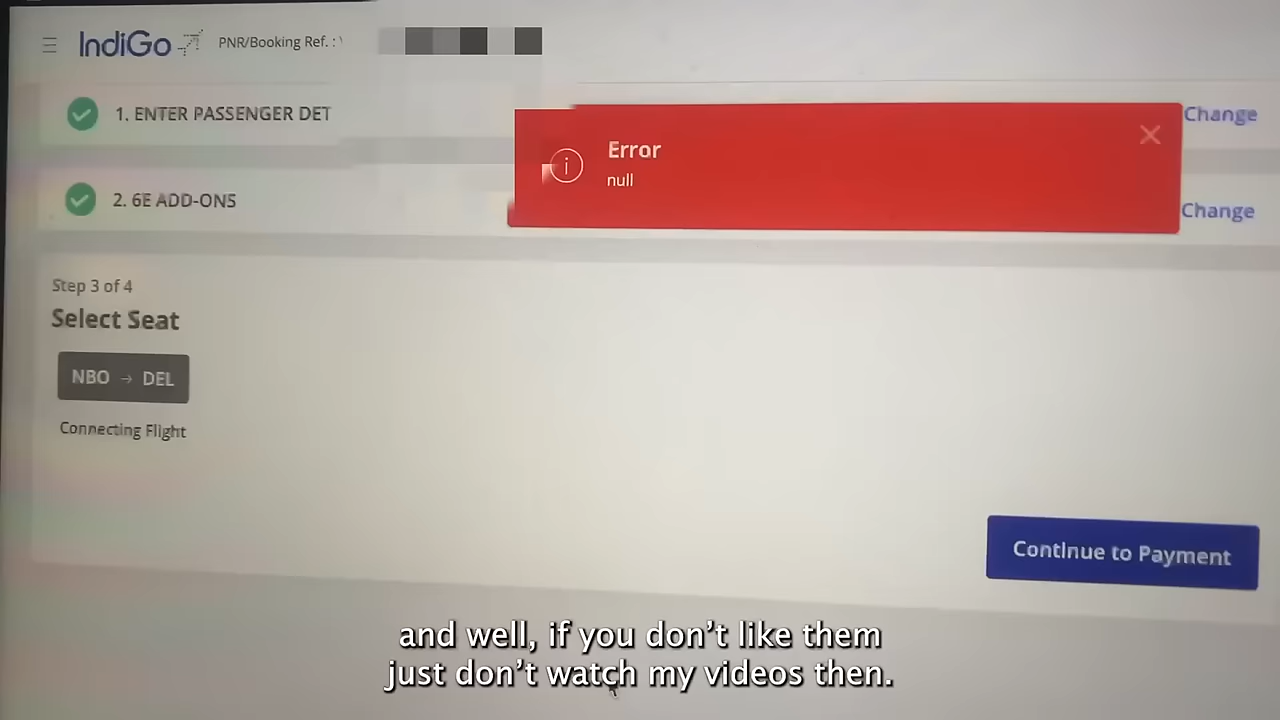 IndiGo
PNR/Booking Ref. :
1. ENTER PASSENGER DET
Change
Error
null
2. 6E ADD-ONS
Change
Step 3 of 4
Select Seat
NBO → DEL
Connecting Flight
Continue to Payment
and well, if you don't like them
just don't watch my videos then.